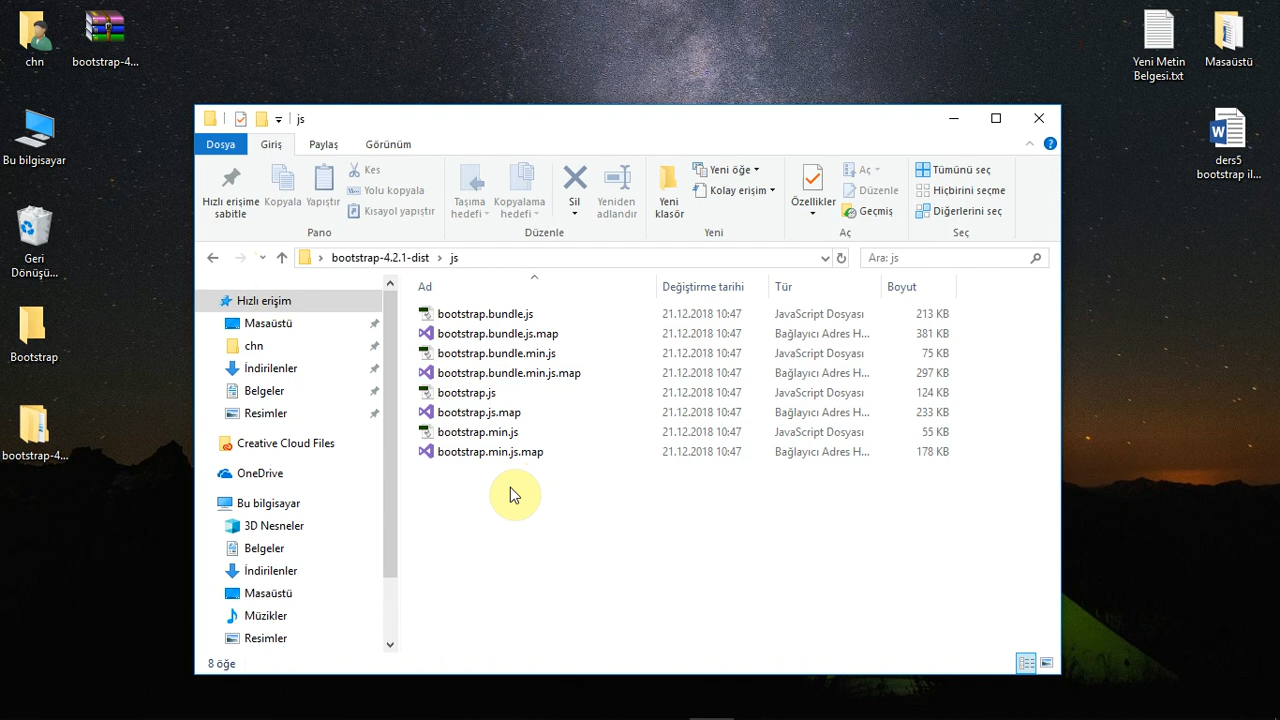 chn
bootstrap-4...
Yeni Metin
Belgesi.txt
Masaüstü
Bu bilgisayar
ders5
bootstrap il...
Geri
Dönüşü...
Bootstrap
bootstrap-4...
js
Dosya
Giriş
Paylaş
Görünüm
Hızlı erişime
sabitle
Kopyala
Yapıştır
Kes
Yolu kopyala
Kısayol yapıştır
Pano
Taşıma
hedefi
Kopyalama
hedefi
Sil
Yeniden
adlandır
Düzenle
Yeni
klasör
Yeni öğe
Kolay erişim
Yeni
Özellikler
Aç
Düzenle
Geçmiş
Aç
Tümünü seç
Hiçbirini seçme
Diğerlerini seç
Seç
bootstrap-4.2.1-dist
js
Ara: js
Hızlı erişim
Masaüstü
chn
İndirilenler
Belgeler
Resimler
Creative Cloud Files
OneDrive
Bu bilgisayar
3D Nesneler
Belgeler
İndirilenler
Masaüstü
Müzikler
Resimler
Ad Değiştirme tarihi Tür Boyut
bootstrap.bundle.js 21.12.2018 10:47 JavaScript Dosyası 213 KB
bootstrap.bundle.js.map 21.12.2018 10:47 Bağlayıcı Adres H... 381 KB
bootstrap.bundle.min.js 21.12.2018 10:47 JavaScript Dosyası 75 KB
bootstrap.bundle.min.js.map 21.12.2018 10:47 Bağlayıcı Adres H... 297 KB
bootstrap.js 21.12.2018 10:47 JavaScript Dosyası 124 KB
bootstrap.js.map 21.12.2018 10:47 Bağlayıcı Adres H... 233 KB
bootstrap.min.js 21.12.2018 10:47 JavaScript Dosyası 55 KB
bootstrap.min.js.map 21.12.2018 10:47 Bağlayıcı Adres H... 178 KB
8 öğe